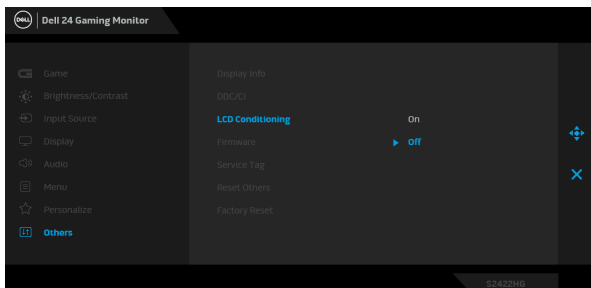 DELL Dell 24 Gaming Monitor
Game
Brightness/Contrast
Input Source
Display
Audio
Menu
Personalize
Others
Display Info
DDC/CI
LCD Conditioning On
Firmware Off
Service Tag
Reset Others
Factory Reset
S2422HG